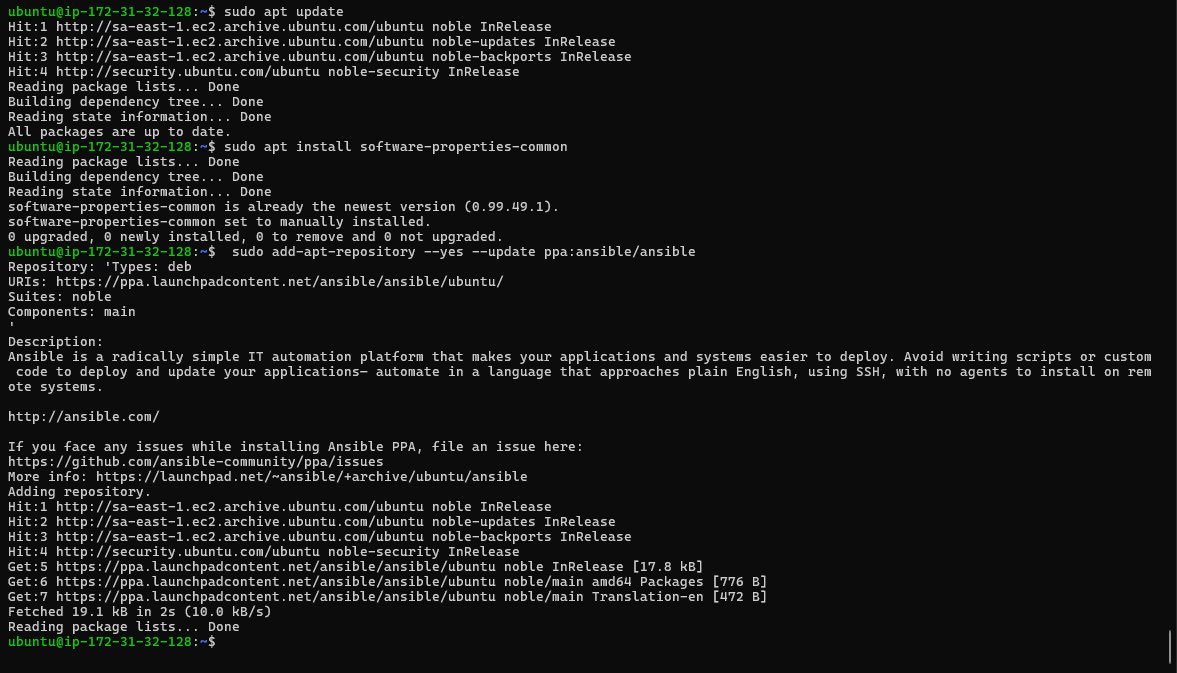 ubuntu@ip-172-31-32-128:~$ sudo apt update
Hit:1 http://sa-east-1.ec2.archive.ubuntu.com/ubuntu noble InRelease
Hit:2 http://sa-east-1.ec2.archive.ubuntu.com/ubuntu noble-updates InRelease
Hit:3 http://sa-east-1.ec2.archive.ubuntu.com/ubuntu noble-backports InRelease
Hit:4 http://security.ubuntu.com/ubuntu noble-security InRelease
Reading package lists... Done
Building dependency tree... Done
Reading state information... Done
All packages are up to date.
ubuntu@ip-172-31-32-128:~$ sudo apt install software-properties-common
Reading package lists... Done
Building dependency tree... Done
Reading state information... Done
software-properties-common is already the newest version (0.99.49.1).
software-properties-common set to manually installed.
0 upgraded, 0 newly installed, 0 to remove and 0 not upgraded.
ubuntu@ip-172-31-32-128:~$  sudo add-apt-repository --yes --update ppa:ansible/ansible
Repository: 'Types: deb
URIs: https://ppa.launchpadcontent.net/ansible/ansible/ubuntu/
Suites: noble
Components: main
'
Description:
Ansible is a radically simple IT automation platform that makes your applications and systems easier to deploy. Avoid writing scripts or custom
 code to deploy and update your applications— automate in a language that approaches plain English, using SSH, with no agents to install on rem
ote systems.

http://ansible.com/

If you face any issues while installing Ansible PPA, file an issue here:
https://github.com/ansible-community/ppa/issues
More info: https://launchpad.net/~ansible/+archive/ubuntu/ansible
Adding repository.
Hit:1 http://sa-east-1.ec2.archive.ubuntu.com/ubuntu noble InRelease
Hit:2 http://sa-east-1.ec2.archive.ubuntu.com/ubuntu noble-updates InRelease
Hit:3 http://sa-east-1.ec2.archive.ubuntu.com/ubuntu noble-backports InRelease
Hit:4 http://security.ubuntu.com/ubuntu noble-security InRelease
Get:5 https://ppa.launchpadcontent.net/ansible/ansible/ubuntu noble InRelease [17.8 kB]
Get:6 https://ppa.launchpadcontent.net/ansible/ansible/ubuntu noble/main amd64 Packages [776 B]
Get:7 https://ppa.launchpadcontent.net/ansible/ansible/ubuntu noble/main Translation-en [472 B]
Fetched 19.1 kB in 2s (10.0 kB/s)
Reading package lists... Done
ubuntu@ip-172-31-32-128:~$